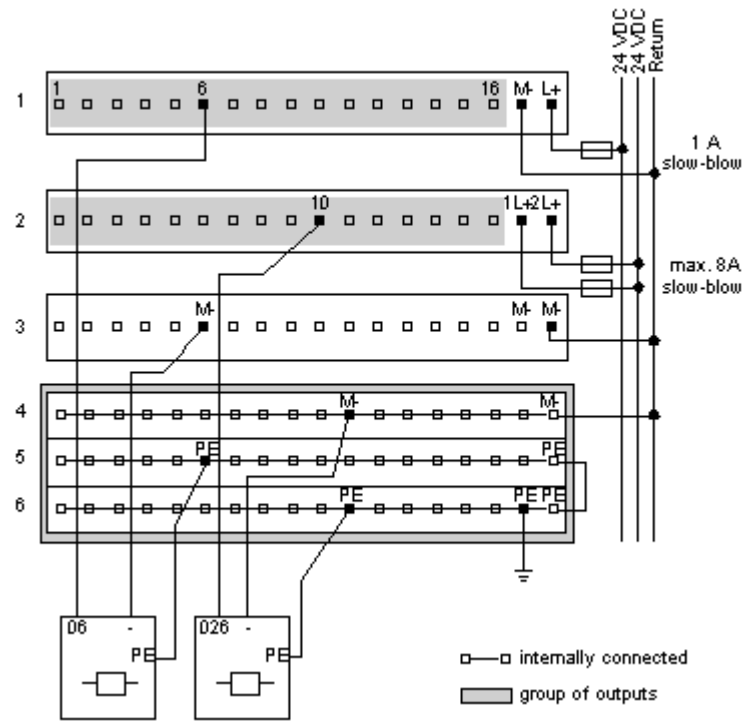 24 VDC
24 VDC
Return
1
1
6
16
M-
L+
1 A
slow-blow
2
10
1L+2L+
max. 8A
slow-blow
3
M-
M-
M-
4
M-
M-
5
PE
PE
6
PE
PE PE
06
-
PE
026
-
PE
internally connected
group of outputs